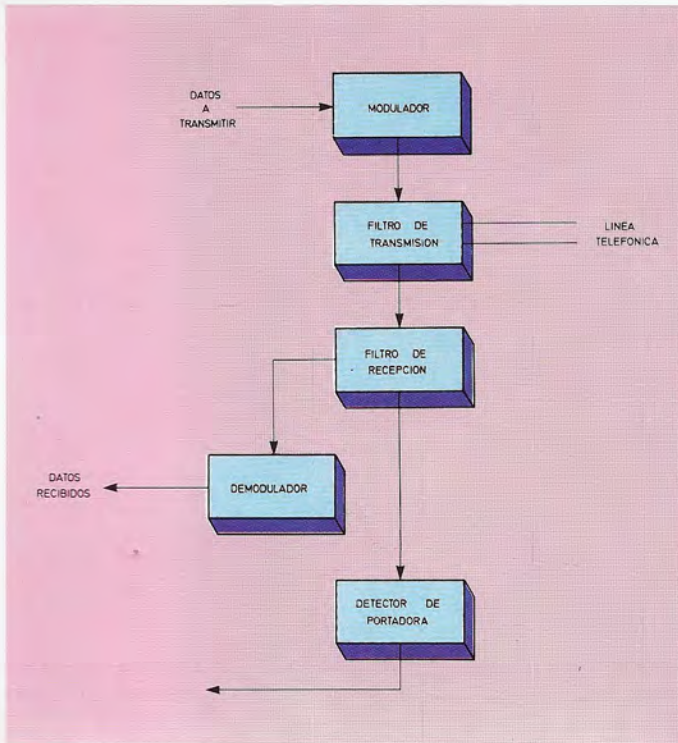 DATOS
A
TRANSMITIR
MODULADOR
FILTRO DE
TRANSMISION
LINEA
TELEFONICA
FILTRO DE
RECEPCION
DATOS
RECIBIDOS
DEMODULADOR
DETECTOR DE
PORTADORA